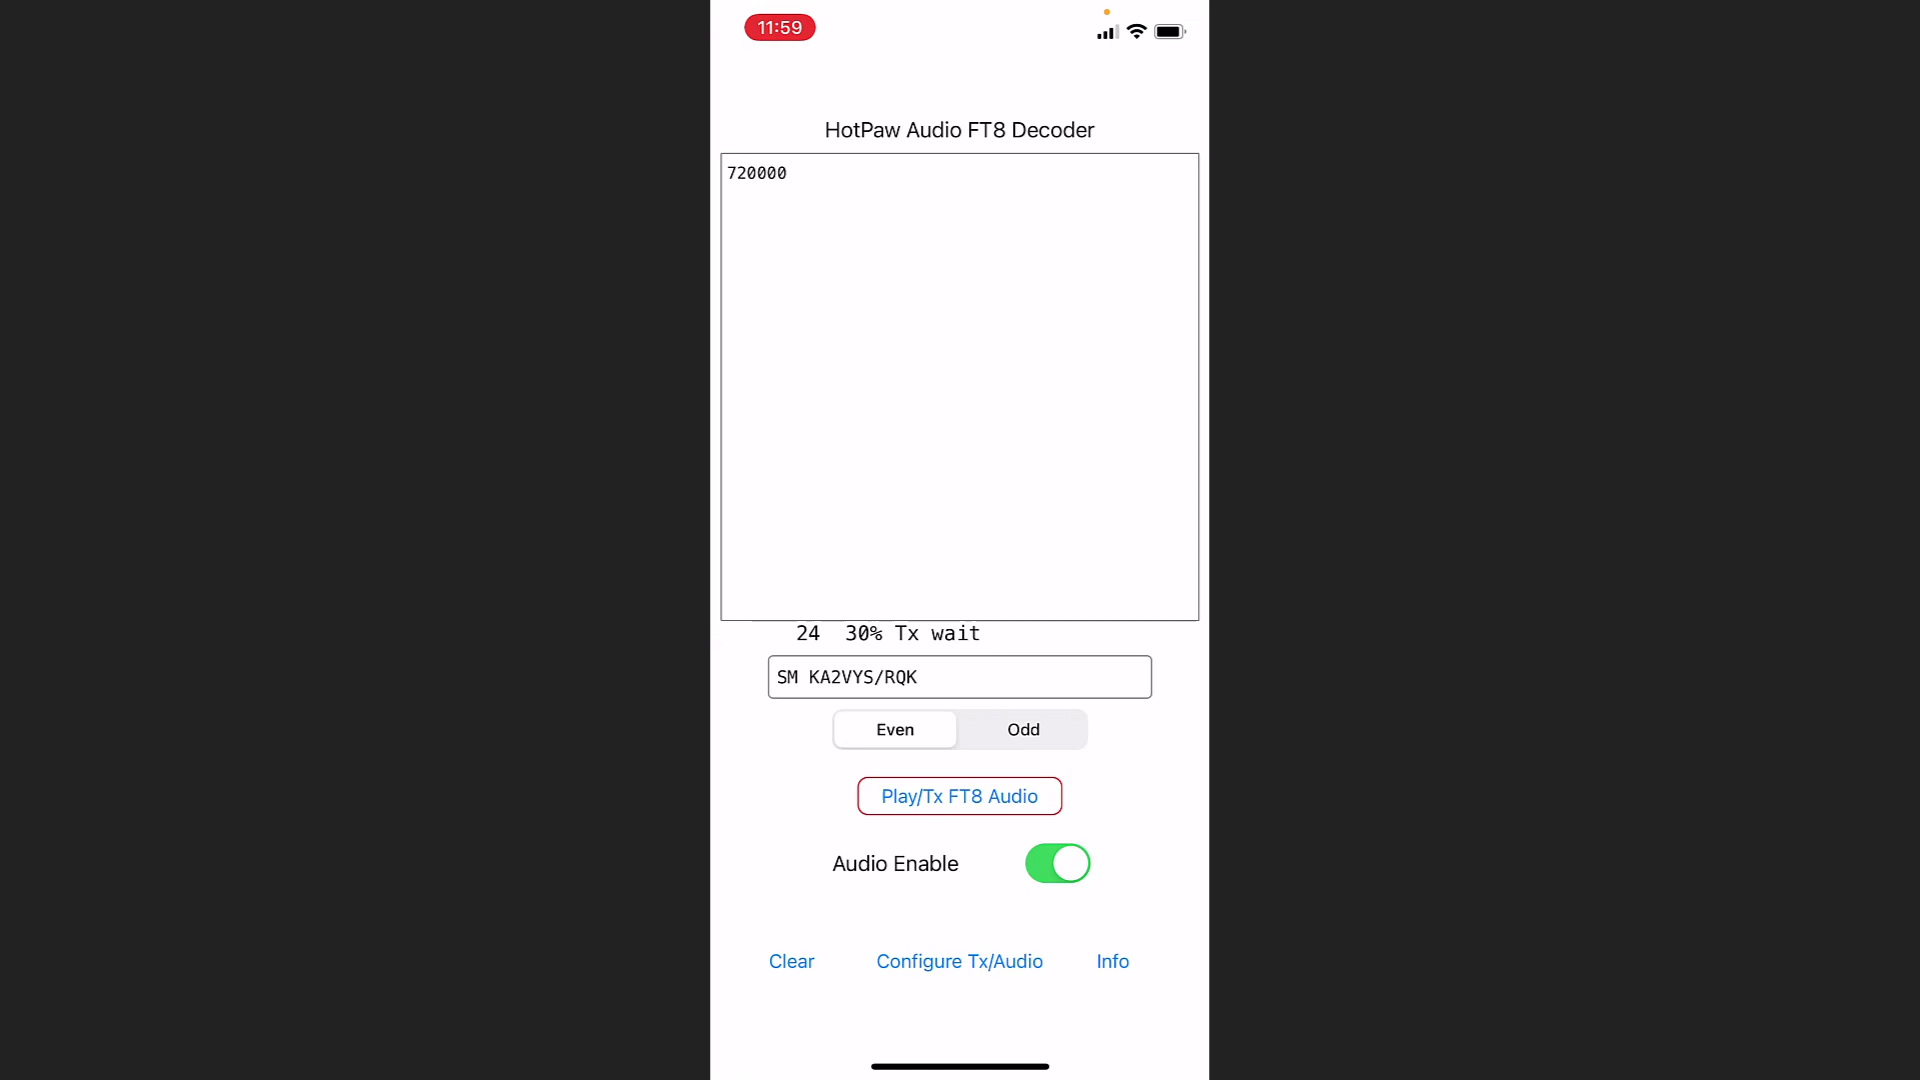 11:59
HotPaw Audio FT8 Decoder
720000
24 30% Tx wait
SM KA2VYS/RQK
Even Odd
Play/Tx FT8 Audio
Audio Enable
Clear Configure Tx/Audio Info